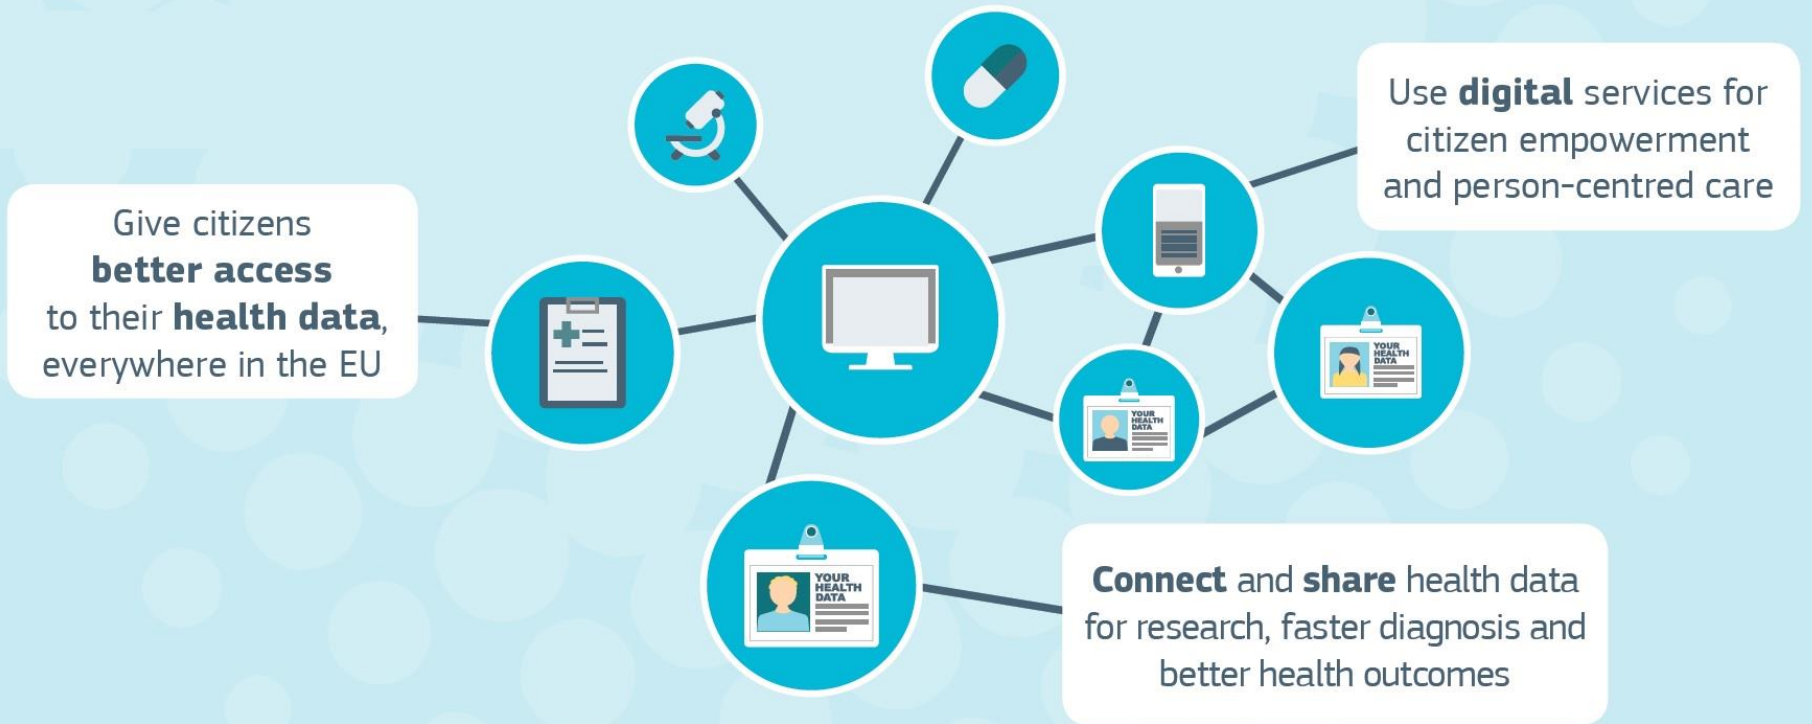 Use digital services for
citizen empowerment
and person-centred care
Give citizens
better access
to their health data,
everywhere in the EU
YOUR
HEALTH
DATA
YOUR
HEALTH
DATA
YOUR
HEALTH
DATA
Connect and share health data
for research, faster diagnosis and
better health outcomes